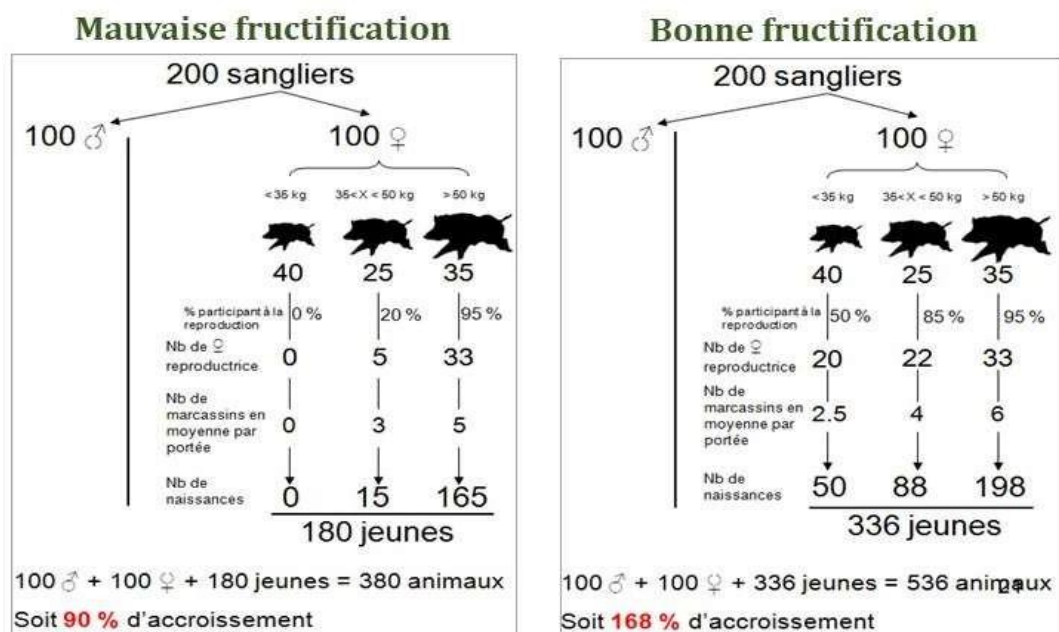 Mauvaise fructification
200 sangliers
100 ♂ 100 ♀
<35 kg 35<X < 50 kg >50 kg
40 25 35
% participant à la reproduction 0 % 20 % 95 %
Nb de ♀ reproductrice 0 5 33
Nb de marcassins en moyenne par portée 0 3 5
Nb de naissances 0 15 165
180 jeunes
100 ♂ + 100 ♀ + 180 jeunes = 380 animaux
Soit 90 % d'accroissement
Bonne fructification
200 sangliers
100 ♂ 100 ♀
<35 kg 35<X < 50 kg >50 kg
40 25 35
% participant à la reproduction 50 % 85 % 95 %
Nb de ♀ reproductrice 20 22 33
Nb de marcassins en moyenne par portée 2.5 4 6
Nb de naissances 50 88 198
336 jeunes
100 ♂ + 100 ♀ + 336 jeunes = 536 animaux
Soit 168 % d'accroissement